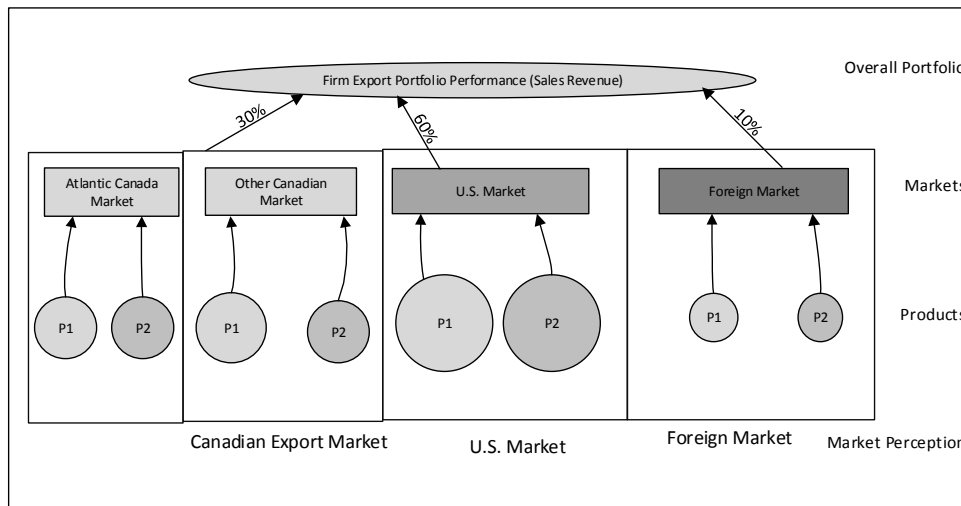 Overall Portfolio
Firm Export Portfolio Performance (Sales Revenue)
30%
60%
10%
Atlantic Canada
Market
Other Canadian
Market
U.S. Market
Foreign Market
Markets
P1
P2
P1
P2
P1
P2
P1
P2
Products
Canadian Export Market
U.S. Market
Foreign Market
Market Perception